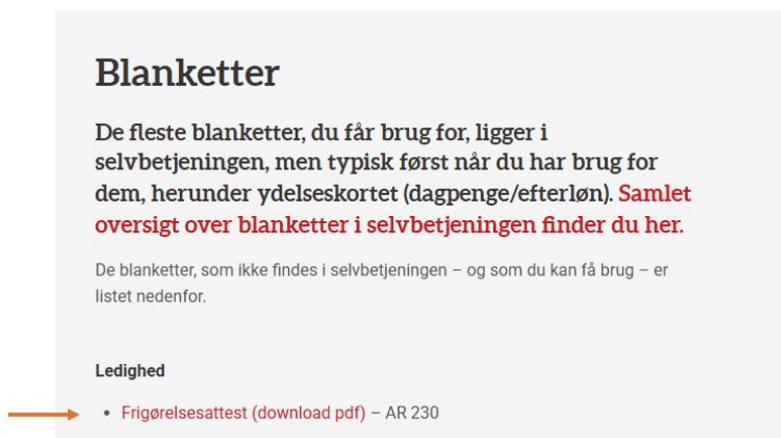 Blanketter
De fleste blanketter, du får brug for, ligger i
selvbetjeningen, men typisk først når du har brug for
dem, herunder ydelseskortet (dagpenge/efterløn). Samlet
oversigt over blanketter i selvbetjeningen finder du her.
De blanketter, som ikke findes i selvbetjeningen – og som du kan få brug – er
listet nedenfor.
Ledighed
• Frigørelsesattest (download pdf) – AR 230